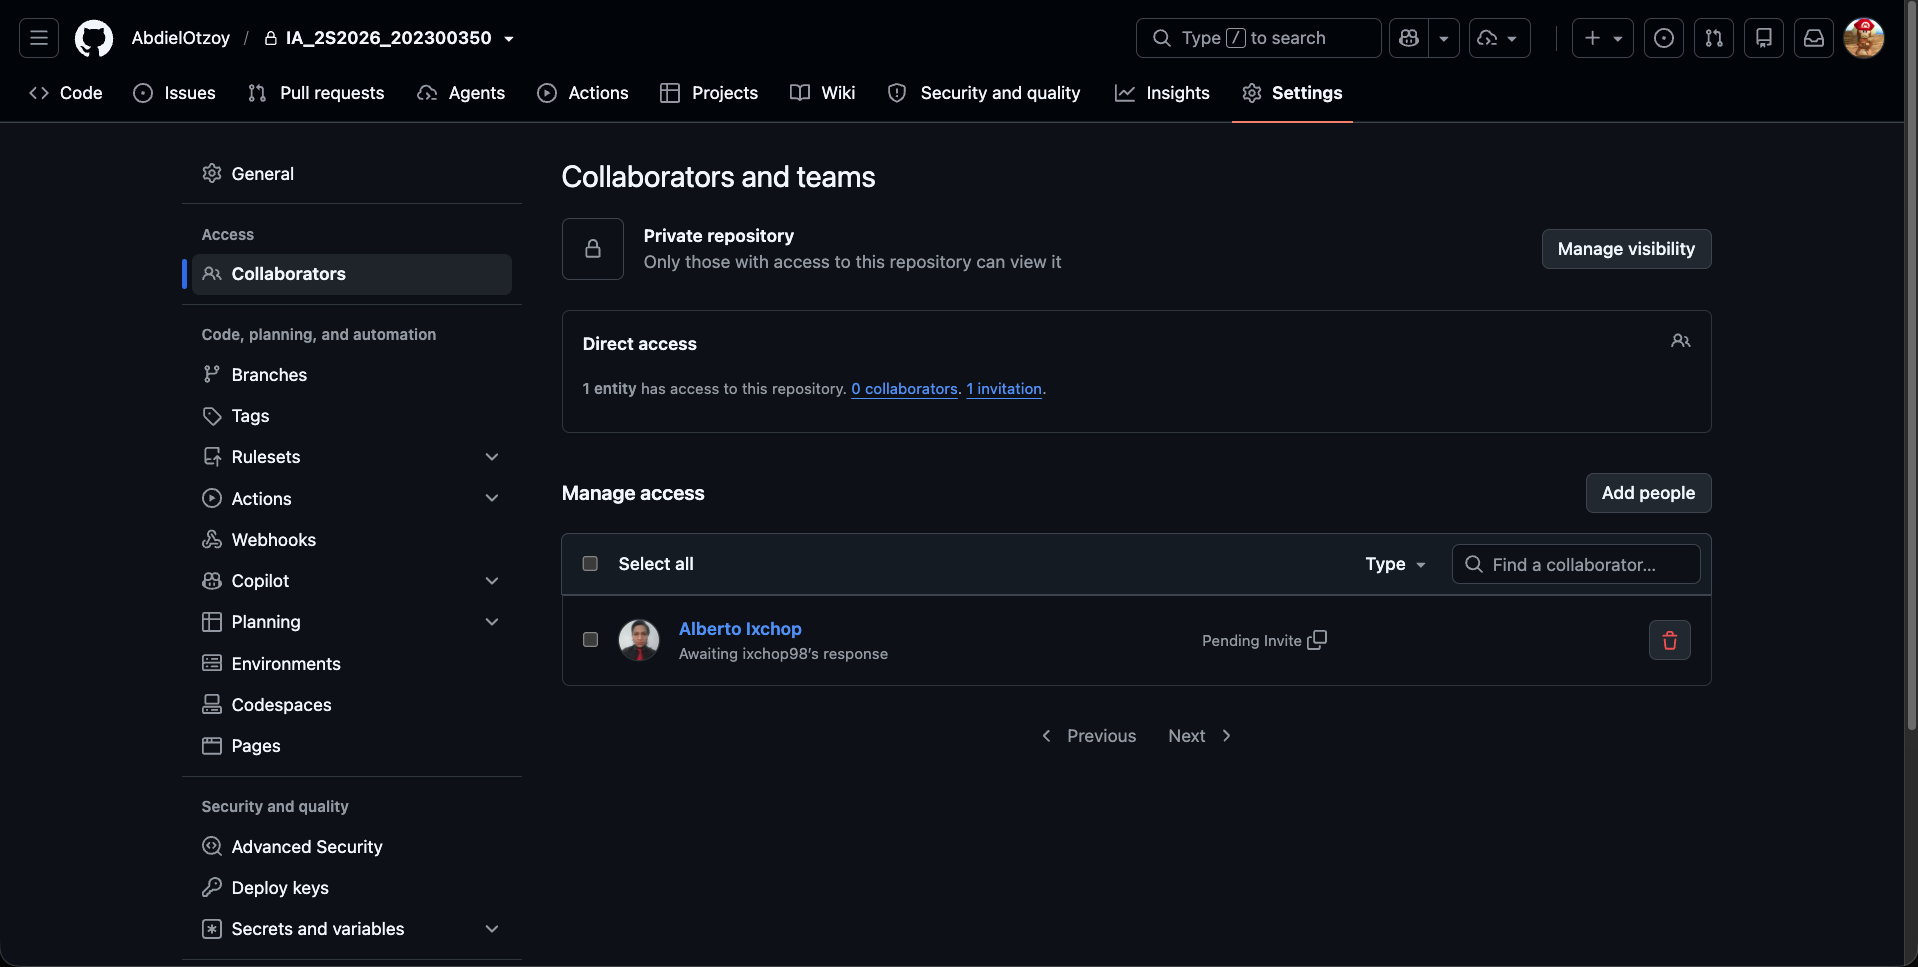 AbdielOtzoy / IA_2S2026_202300350
Type / to search
Code
Issues
Pull requests
Agents
Actions
Projects
Wiki
Security and quality
Insights
Settings
General
Access
Collaborators
Code, planning, and automation
Branches
Tags
Rulesets
Actions
Webhooks
Copilot
Planning
Environments
Codespaces
Pages
Security and quality
Advanced Security
Deploy keys
Secrets and variables
Collaborators and teams
Private repository
Only those with access to this repository can view it
Manage visibility
Direct access
1 entity has access to this repository. 0 collaborators. 1 invitation.
Manage access
Add people
Select all
Type
Find a collaborator...
Alberto Ixchop
Awaiting ixchop98's response
Pending Invite
Previous
Next